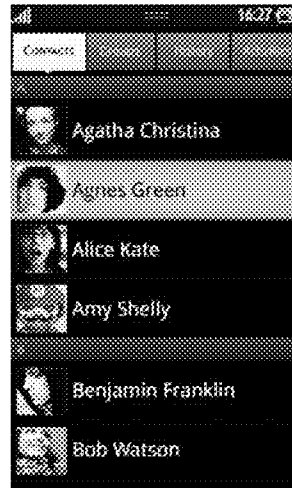 16:27
Contacts
A
Agatha Christina
Agnes Green
Alice Kate
Amy Shelly
Benjamin Franklin
Bob Watson